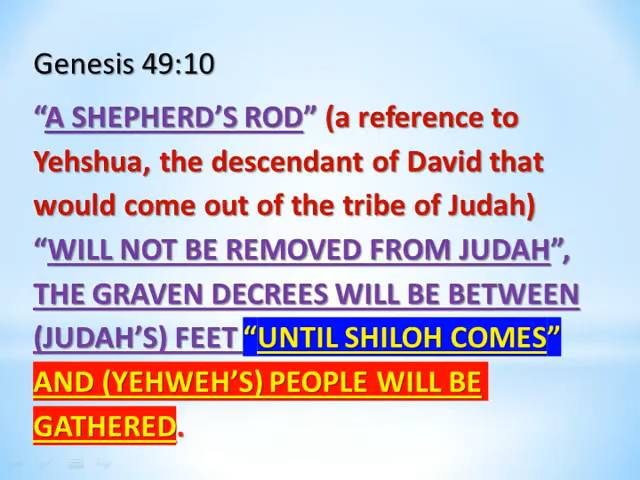 Genesis 49:10
“A SHEPHERD’S ROD” (a reference to
Yehshua, the descendant of David that
would come out of the tribe of Judah)
“WILL NOT BE REMOVED FROM JUDAH”,
THE GRAVEN DECREES WILL BE BETWEEN
(JUDAH’S) FEET “UNTIL SHILOH COMES”
AND (YEHWEH’S) PEOPLE WILL BE
GATHERED.